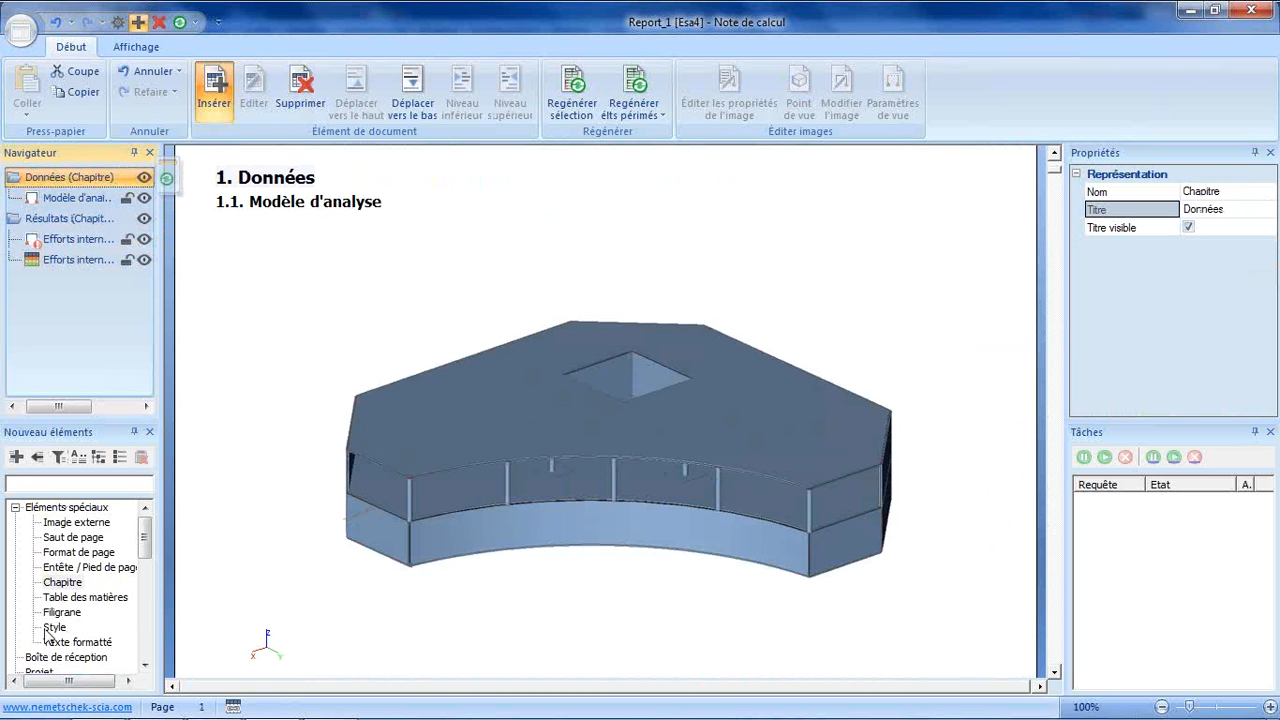 Report_1 [Esa4] - Note de calcul
Début
Affichage
Coller
Coupe
Copier
Press-papier
Annuler
Refaire
Annuler
Insérer
Editer
Supprimer
Déplacer vers le haut
Déplacer vers le bas
Niveau inférieur
Niveau supérieur
Elément de document
Regénérer sélection
Regénérer élts périmés
Régénérer
Éditer les propriétés de l'image
Point de vue
Modifier l'image
Paramètres de vue
Éditer images
Navigateur
Données (Chapitre)
Modèle d'anal...
Résultats (Chapit...
Efforts intern...
Efforts intern...
Nouveau éléments
Eléments spéciaux
Image externe
Saut de page
Format de page
Entête / Pied de page
Chapitre
Table des matières
Filigrane
Style
Texte formatté
Boîte de réception
Projet
1. Données
1.1. Modèle d'analyse
z
x
y
Propriétés
Représentation
Nom Chapitre
Titre Données
Titre visible
Tâches
Requête Etat A.
www.nemetschek-scia.com
Page 1
100%